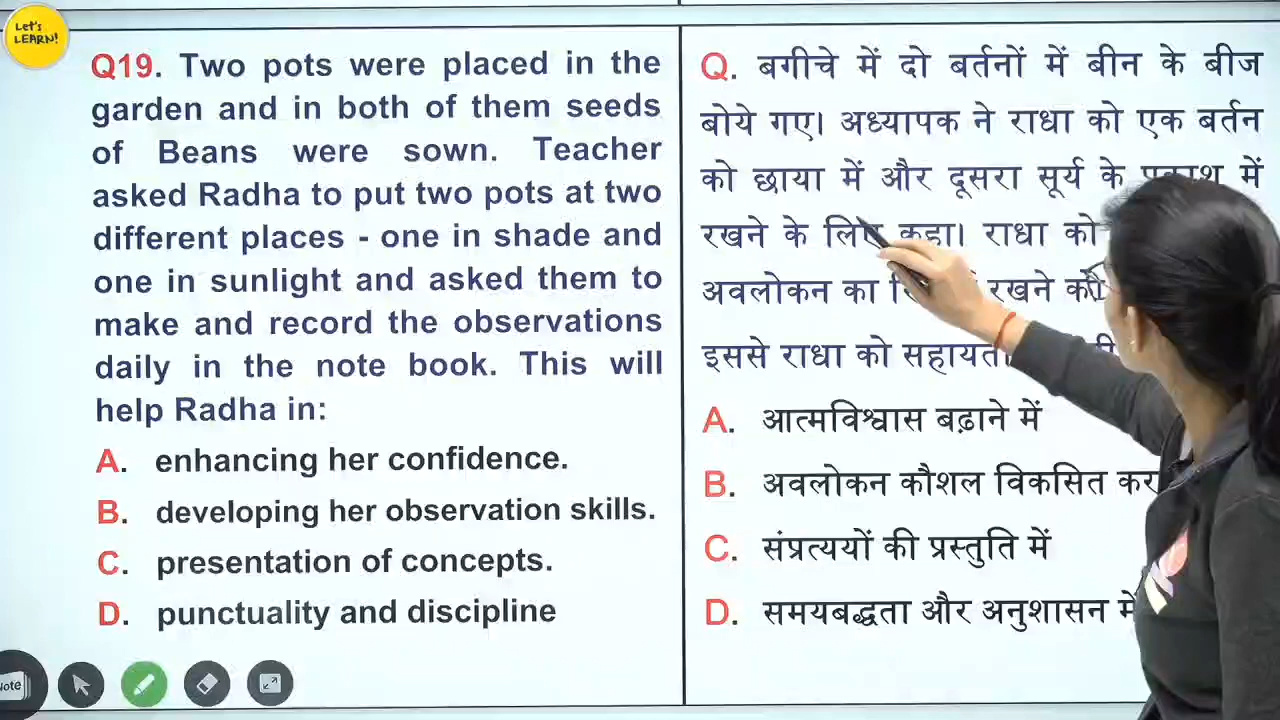 Let's
LEARN!
Q19. Two pots were placed in the
garden and in both of them seeds
of Beans were sown. Teacher
asked Radha to put two pots at two
different places - one in shade and
one in sunlight and asked them to
make and record the observations
daily in the note book. This will
help Radha in:
A. enhancing her confidence.
B. developing her observation skills.
C. presentation of concepts.
D. punctuality and discipline
Q. बगीचे में दो बर्तनों में बीन के बीज
बोये गए। अध्यापक ने राधा को एक बर्तन
को छाया में और दूसरा सूर्य के प्रकाश में
रखने के लिए कहा। राधा को
अवलोकन का रखने को
इससे राधा को सहायता
A. आत्मविश्वास बढ़ाने में
B. अवलोकन कौशल विकसित
C. संप्रत्ययों की प्रस्तुति में
D. समयबद्धता और अनुशासन में
Note